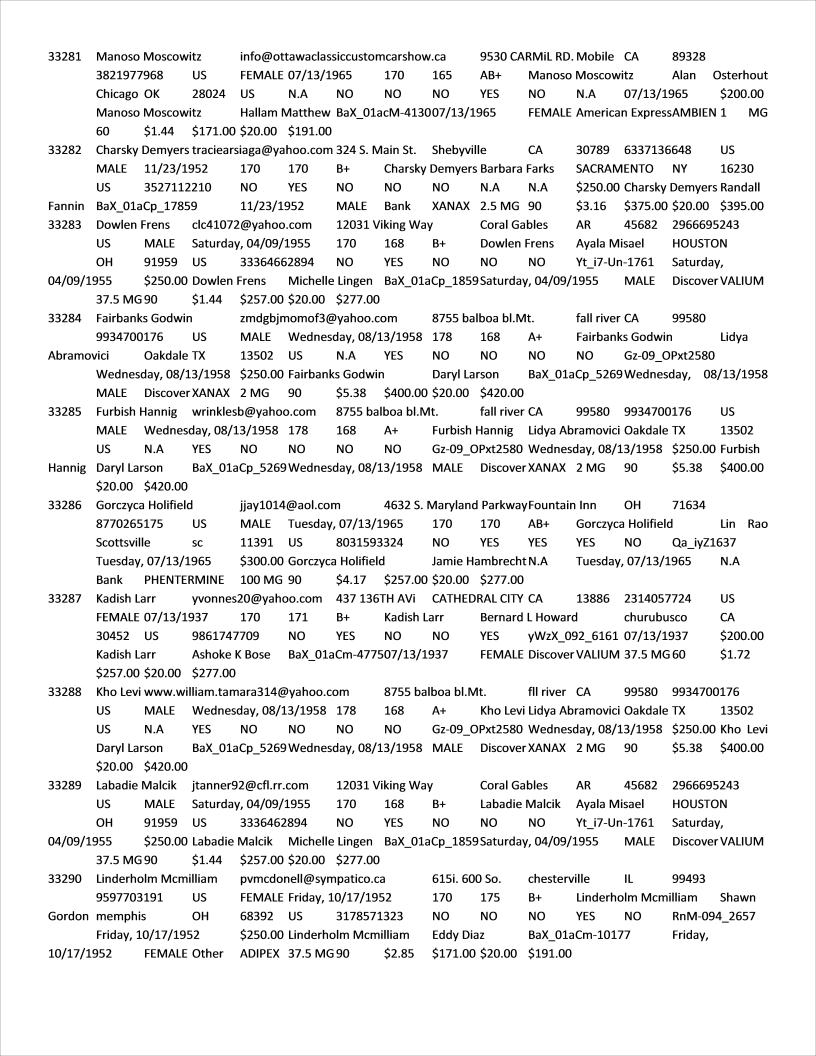 33281 Manoso Moscowitz info@ottawaclassiccustomcarshow.ca 9530 CARMiL RD. Mobile CA 89328
3821977968 US FEMALE 07/13/1965 170 165 AB+ Manoso Moscowitz Alan Osterhout
Chicago OK 28024 US N.A NO NO NO YES NO N.A 07/13/1965 $200.00
Manoso Moscowitz Hallam Matthew BaX_01acM-413007/13/1965 FEMALE American ExpressAMBIEN 1 MG
60 $1.44 $171.00 $20.00 $191.00
33282 Charsky Demyers traciearsiaga@yahoo.com 324 S. Main St. Shebyville CA 30789 6337136648 US
MALE 11/23/1952 170 170 B+ Charsky Demyers Barbara Farks SACRAMENTO NY 16230
US 3527112210 NO YES NO NO NO N.A N.A $250.00 Charsky Demyers Randall
Fannin BaX_01aCp_17859 11/23/1952 MALE Bank XANAX 2.5 MG 90 $3.16 $375.00 $20.00 $395.00
33283 Dowlen Frens clc41072@yahoo.com 12031 Viking Way Coral Gables AR 45682 2966695243
US MALE Saturday, 04/09/1955 170 168 B+ Dowlen Frens Ayala Misael HOUSTON
OH 91959 US 33364662894 NO YES NO NO NO Yt_i7-Un-1761 Saturday,
04/09/1955 $250.00 Dowlen Frens Michelle Lingen BaX_01aCp_1859Saturday, 04/09/1955 MALE Discover VALIUM
37.5 MG 90 $1.44 $257.00 $20.00 $277.00
33284 Fairbanks Godwin zmdgbjmomof3@yahoo.com 8755 balboa bl.Mt. fall river CA 99580
9934700176 US MALE Wednesday, 08/13/1958 178 168 A+ Fairbanks Godwin Lidya
Abramovici Oakdale TX 13502 US N.A YES NO NO NO NO Gz-09_OPxt2580
Wednesday, 08/13/1958 $250.00 Fairbanks Godwin Daryl Larson BaX_01aCp_5269Wednesday, 08/13/1958
MALE Discover XANAX 2 MG 90 $5.38 $400.00 $20.00 $420.00
33285 Furbish Hannig wrinklesb@yahoo.com 8755 balboa bl.Mt. fall river CA 99580 9934700176 US
MALE Wednesday, 08/13/1958 178 168 A+ Furbish Hannig Lidya Abramovici Oakdale TX 13502
US N.A YES NO NO NO NO Gz-09_OPxt2580 Wednesday, 08/13/1958 $250.00 Furbish
Hannig Daryl Larson BaX_01aCp_5269Wednesday, 08/13/1958 MALE Discover XANAX 2 MG 90 $5.38 $400.00
$20.00 $420.00
33286 Gorczyca Holifield jjay1014@aol.com 4632 S. Maryland ParkwayFountain Inn OH 71634
8770265175 US MALE Tuesday, 07/13/1965 170 170 AB+ Gorczyca Holifield Lin Rao
Scottsville sc 11391 US 8031593324 NO YES YES YES NO Qa_iyZ1637
Tuesday, 07/13/1965 $300.00 Gorczyca Holifield Jamie Hambrecht N.A Tuesday, 07/13/1965 N.A
Bank PHENTERMINE 100 MG 90 $4.17 $257.00 $20.00 $277.00
33287 Kadish Larr yvonnes20@yahoo.com 437 136TH AVi CATHEDRAL CITY CA 13886 2314057724 US
FEMALE 07/13/1937 170 171 B+ Kadish Larr Bernard L Howard churubusco CA
30452 US 9861747709 NO YES NO NO YES yWzX_092_6161 07/13/1937 $200.00
Kadish Larr Ashoke K Bose BaX_01aCm-477507/13/1937 FEMALE Discover VALIUM 37.5 MG 60 $1.72
$257.00 $20.00 $277.00
33288 Kho Levi www.william.tamara314@yahoo.com 8755 balboa bl.Mt. fll river CA 99580 9934700176
US MALE Wednesday, 08/13/1958 178 168 A+ Kho Levi Lidya Abramovici Oakdale TX 13502
US N.A YES NO NO NO NO Gz-09_OPxt2580 Wednesday, 08/13/1958 $250.00 Kho Levi
Daryl Larson BaX_01aCp_5269Wednesday, 08/13/1958 MALE Discover XANAX 2 MG 90 $5.38 $400.00
$20.00 $420.00
33289 Labadie Malcik jtanner92@cfl.rr.com 12031 Viking Way Coral Gables AR 45682 2966695243
US MALE Saturday, 04/09/1955 170 168 B+ Labadie Malcik Ayala Misael HOUSTON
OH 91959 US 3336462894 NO YES NO NO NO Yt_i7-Un-1761 Saturday,
04/09/1955 $250.00 Labadie Malcik Michelle Lingen BaX_01aCp_1859Saturday, 04/09/1955 MALE Discover VALIUM
37.5 MG 90 $1.44 $257.00 $20.00 $277.00
33290 Linderholm Mcmilliam pvmcdonell@sympatico.ca 615i. 600 So. chesterville IL 99493
9597703191 US FEMALE Friday, 10/17/1952 170 175 B+ Linderholm Mcmilliam Shawn
Gordon memphis OH 68392 US 3178571323 NO NO NO YES NO RnM-094_2657
Friday, 10/17/1952 $250.00 Linderholm Mcmilliam Eddy Diaz BaX_01aCm-10177 Friday,
10/17/1952 FEMALE Other ADIPEX 37.5 MG 90 $2.85 $171.00 $20.00 $191.00